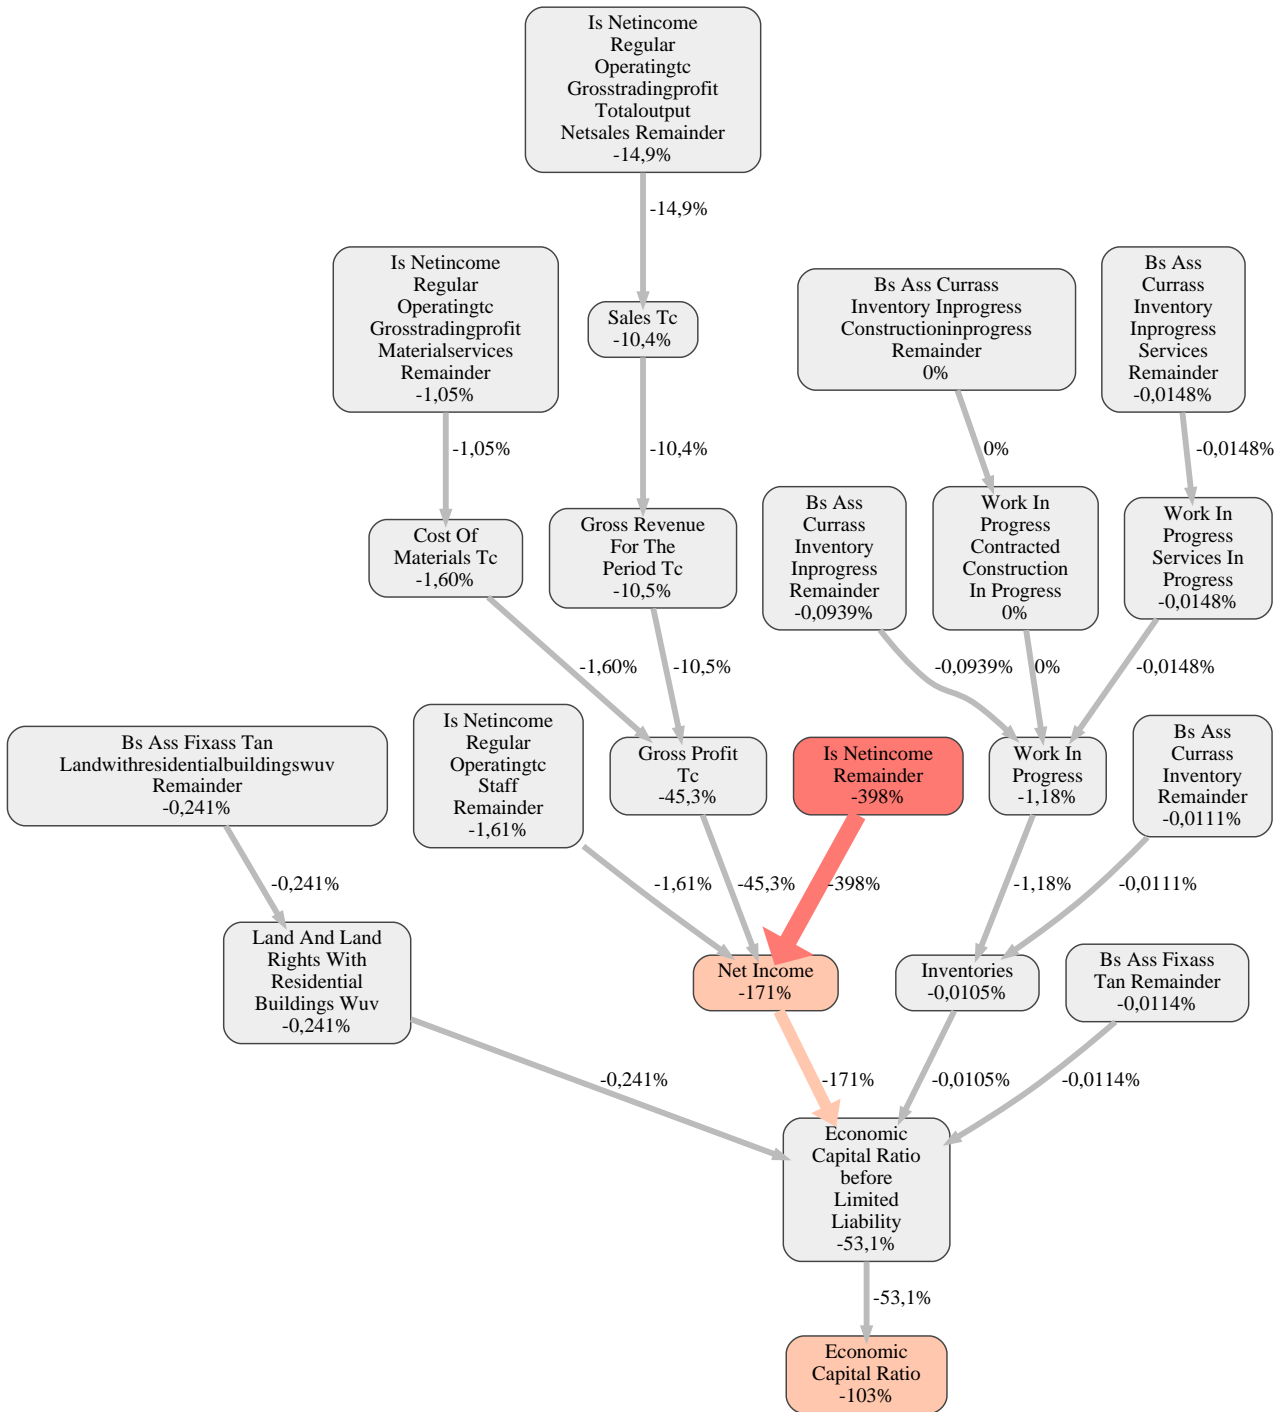 Is Netincome
Regular
Operatingtc
Grosstradingprofit
Totaloutput
Netsales Remainder
-14,9%
-14,9%
Is Netincome
Regular
Operatingtc
Grosstradingprofit
Materialservices
Remainder
-1,05%
Sales Tc
-10,4%
Bs Ass Currass
Inventory Inprogress
Constructioninprogress
Remainder
0%
Bs Ass
Currass
Inventory
Inprogress
Services
Remainder
-0,0148%
-1,05%
-10,4%
0%
-0,0148%
Cost Of
Materials Tc
-1,60%
Gross Revenue
For The
Period Tc
-10,5%
Bs Ass
Currass
Inventory
Inprogress
Remainder
-0,0939%
Work In
Progress
Contracted
Construction
In Progress
0%
Work In
Progress
Services In
Progress
-0,0148%
-1,60%
-10,5%
-0,0939%
0%
-0,0148%
Bs Ass Fixass Tan
Landwithresidentialbuildingswuv
Remainder
-0,241%
Is Netincome
Regular
Operatingtc
Staff
Remainder
-1,61%
Gross Profit
Tc
-45,3%
Is Netincome
Remainder
-398%
Work In
Progress
-1,18%
Bs Ass
Currass
Inventory
Remainder
-0,0111%
-0,241%
-1,61%
-45,3%
-398%
-1,18%
-0,0111%
Land And Land
Rights With
Residential
Buildings Wuv
-0,241%
Net Income
-171%
Inventories
-0,0105%
Bs Ass Fixass
Tan Remainder
-0,0114%
-0,241%
-171%
-0,0105%
-0,0114%
Economic
Capital Ratio
before
Limited
Liability
-53,1%
-53,1%
Economic
Capital Ratio
-103%